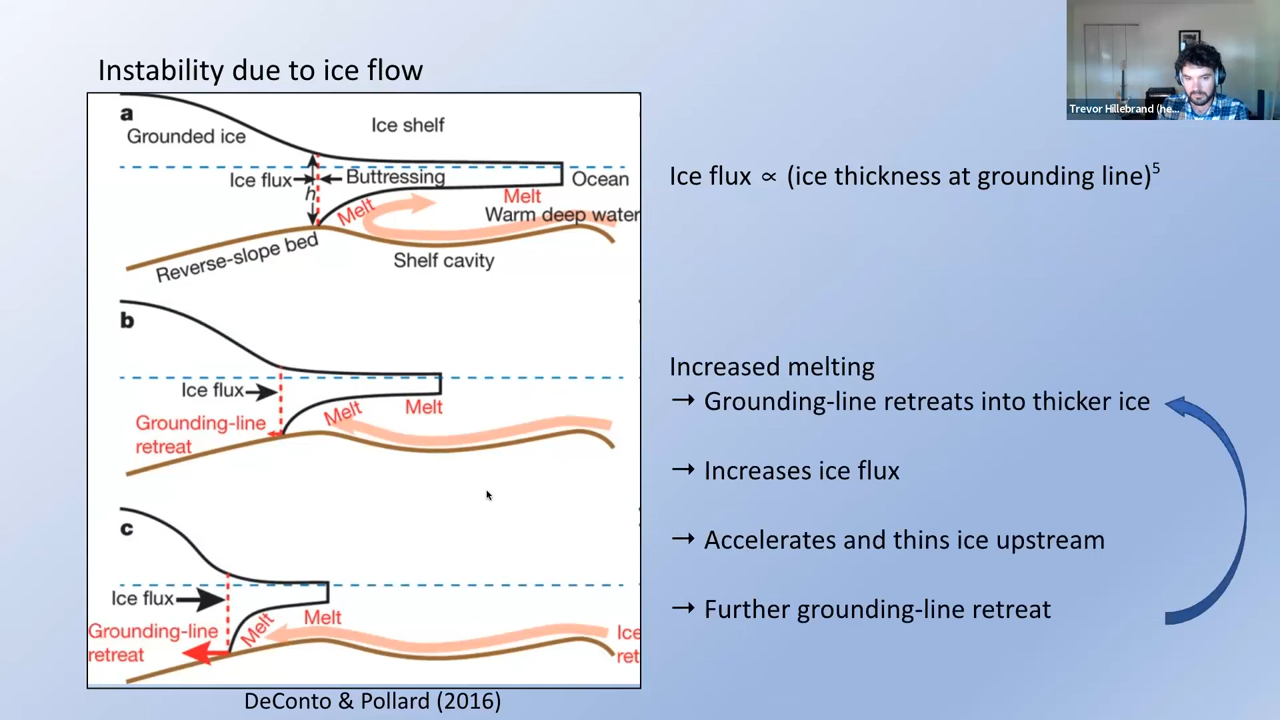 Instability due to ice flow
a
Grounded ice
Ice shelf
Ice flux
Buttressing
Ocean
h
Melt
Melt
Warm deep water
Reverse-slope bed
Shelf cavity
b
Ice flux
Melt
Melt
Grounding-line
retreat
c
Ice flux
Melt
Melt
Grounding-line
retreat
Ice
ret
DeConto & Pollard (2016)
Ice flux ∝ (ice thickness at grounding line)⁵
Increased melting
→ Grounding-line retreats into thicker ice
→ Increases ice flux
→ Accelerates and thins ice upstream
→ Further grounding-line retreat
Trevor Hillebrand (he...